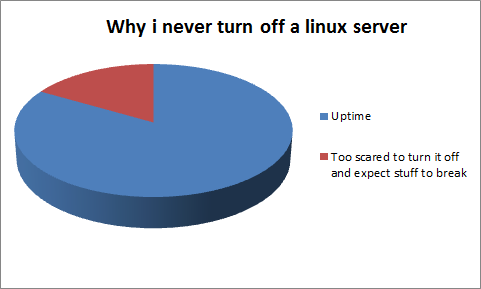 Why i never turn off a linux server
Uptime
Too scared to turn it off
and expect stuff to break